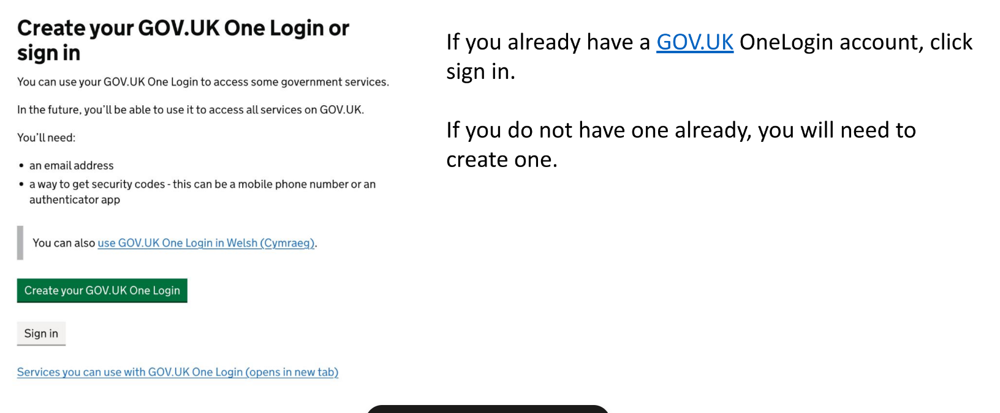 Create your GOV.UK One Login or
sign in
You can use your GOV.UK One Login to access some government services.
In the future, you'll be able to use it to access all services on GOV.UK.
You'll need:
• an email address
• a way to get security codes - this can be a mobile phone number or an
authenticator app
You can also use GOV.UK One Login in Welsh (Cymraeg).
Create your GOV.UK One Login
Sign in
Services you can use with GOV.UK One Login (opens in new tab)
If you already have a GOV.UK OneLogin account, click
sign in.
If you do not have one already, you will need to
create one.